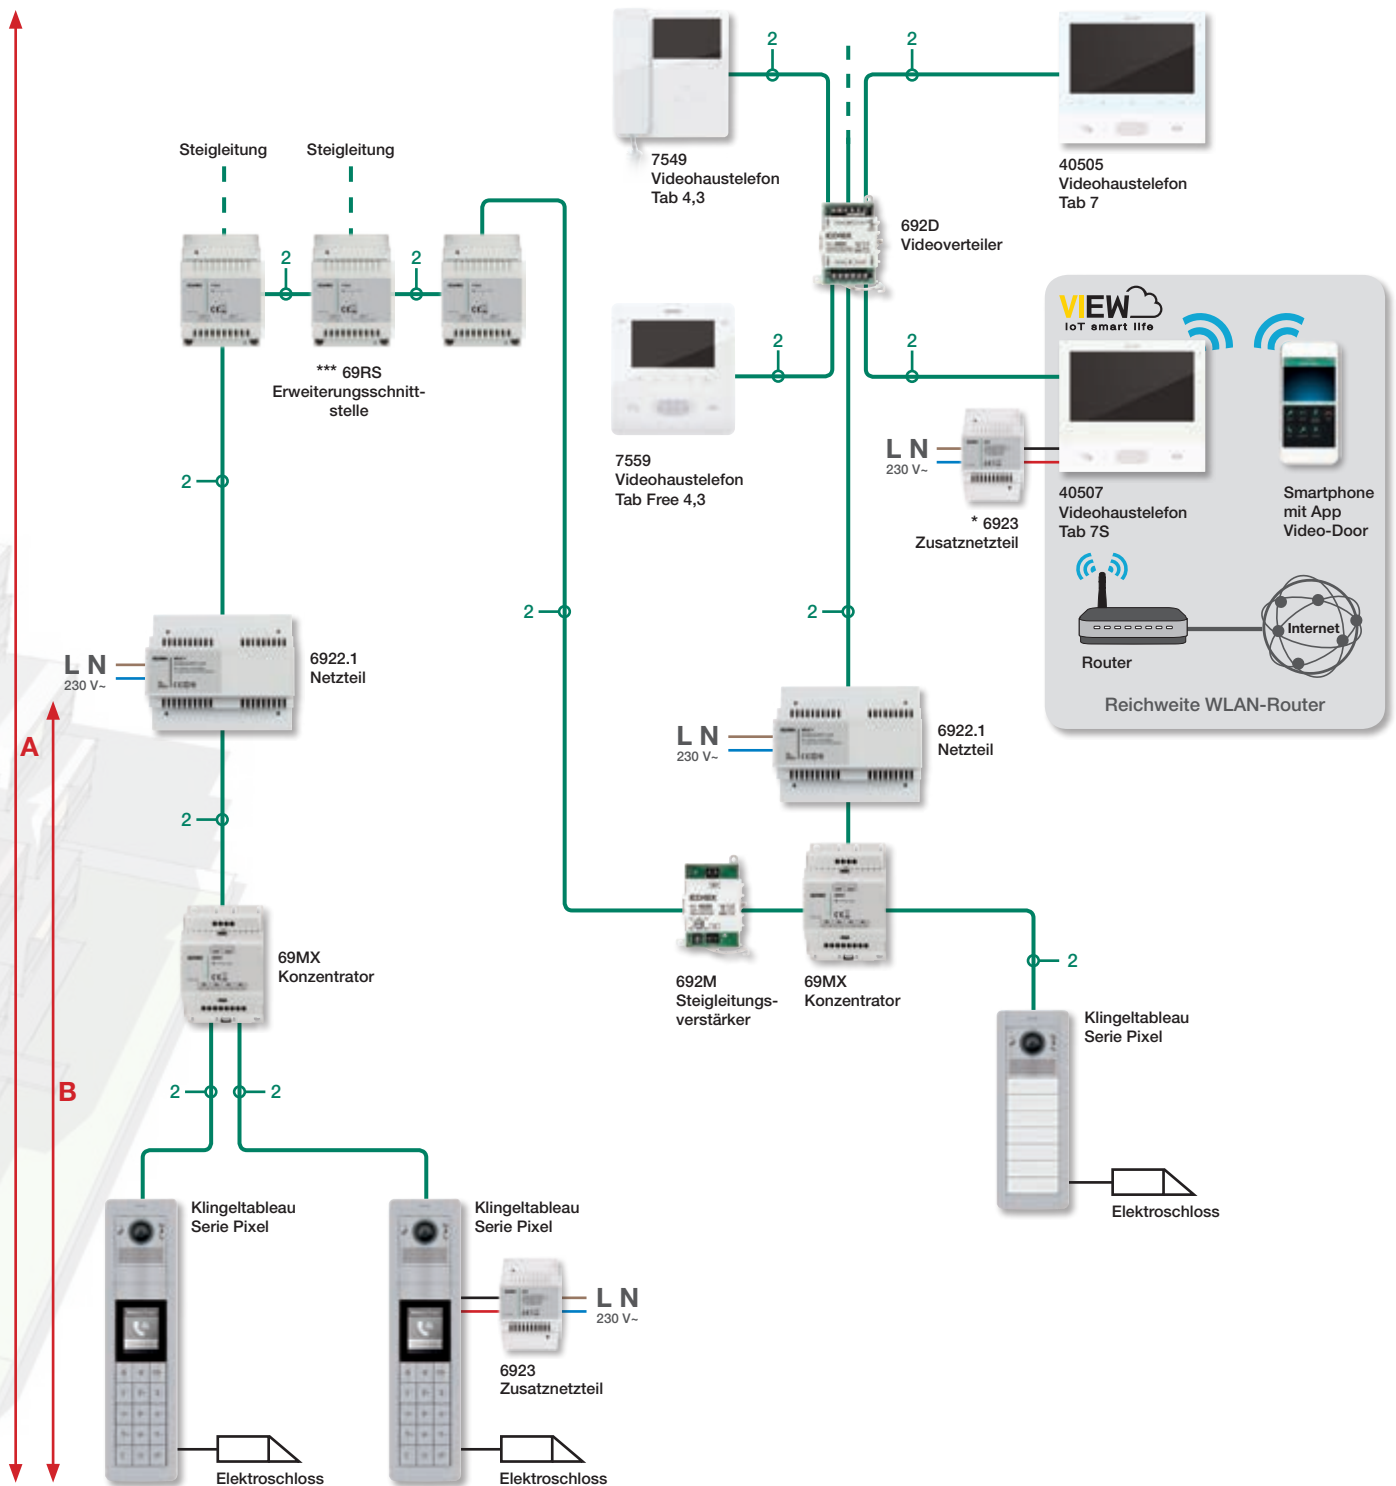 2
2
7549
Videohaustelefon
Tab 4,3
40505
Videohaustelefon
Tab 7
Steigleitung
Steigleitung
692D
Videoverteiler
2
2
*** 69RS
Erweiterungsschnitt-
stelle
VIEW
IoT smart life
2
2
7559
Videohaustelefon
Tab Free 4,3
L N
230 V~
* 6923
Zusatznetzteil
40507
Videohaustelefon
Tab 7S
Smartphone
mit App
Video-Door
2
2
2
Internet
Router
Reichweite WLAN-Router
L N
230 V~
6922.1
Netzteil
L N
230 V~
6922.1
Netzteil
A
2
69MX
Konzentrator
692M
Steigleitungs-
verstärker
69MX
Konzentrator
2
Klingeltableau
Serie Pixel
B
2
2
Elektroschloss
Klingeltableau
Serie Pixel
Klingeltableau
Serie Pixel
L N
230 V~
6923
Zusatznetzteil
Elektroschloss
Elektroschloss